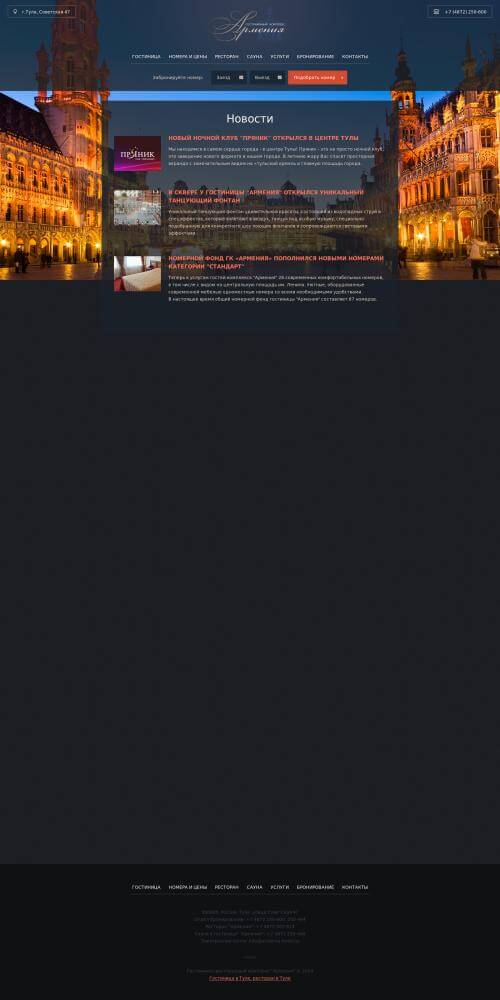 г.Тула, Советская 47
+7 (4872) 250-600
ГОСТИНИЧНЫЙ КОМПЛЕКС
Армения
ГОСТИНИЦА НОМЕРА И ЦЕНЫ РЕСТОРАН САУНА УСЛУГИ БРОНИРОВАНИЕ КОНТАКТЫ
Забронируйте номер: Заезд Выезд Подобрать номер
Новости
НОВЫЙ НОЧНОЙ КЛУБ "ПРЯНИК" ОТКРЫЛСЯ В ЦЕНТРЕ ТУЛЫ
Мы находимся в самом сердце города - в центре Тулы! Пряник - это не просто ночной клуб,
это заведение нового формата в нашем городе. В летнюю жару Вас спасет просторная
веранда с замечательным видом на «тульский кремль» и главную площадь города.
ПРЯНИК
В СКВЕРЕ У ГОСТИНИЦЫ "АРМЕНИЯ" ОТКРЫЛСЯ УНИКАЛЬНЫЙ
ТАНЦУЮЩИЙ ФОНТАН
Уникальный танцующий фонтан удивительной красоты, состоящий из водопадных струй и
спецэффектов, которые взлетают в воздух, танцуя под особую музыку, специально
подобранную для конкретного шоу поющих фонтанов и сопровождаются световыми
эффектами
НОМЕРНОЙ ФОНД ГК «АРМЕНИЯ» ПОПОЛНИЛСЯ НОВЫМИ НОМЕРАМИ
КАТЕГОРИИ "СТАНДАРТ"
Теперь к услугам гостей комплекса "Армения" 26 современных комфортабельных номеров,
в том числе с видом на центральную площадь им. Ленина. Уютные, оборудованные
современной мебелью одноместные номера со всеми необходимыми удобствами.
В настоящее время общий номерной фонд гостиницы "Армения" составляет 67 номеров.
ГОСТИНИЦА НОМЕРА И ЦЕНЫ РЕСТОРАН САУНА УСЛУГИ БРОНИРОВАНИЕ КОНТАКТЫ
Гостиница в Туле, ресторан в Туле